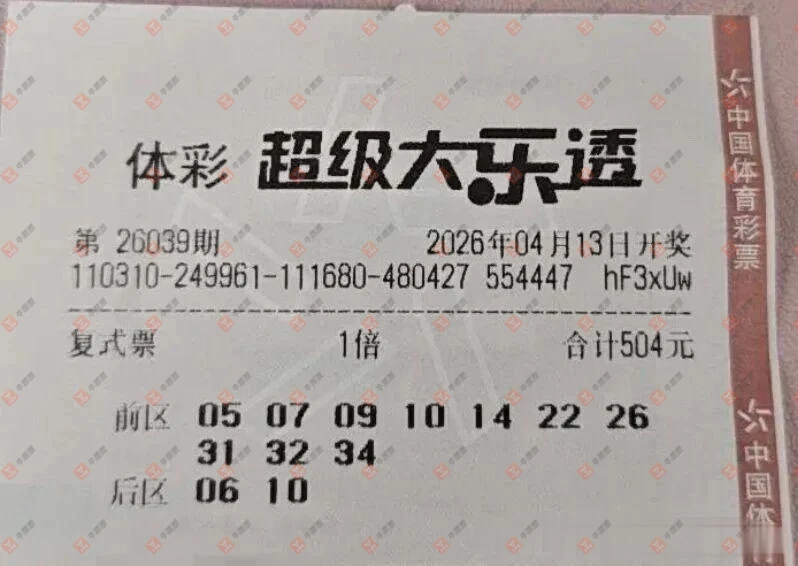 体彩 超级大乐透
第 26039期 2026年04月13日开奖
110310-249961-111680-480427 554447 hF3xUw
复式票 1倍 合计504元
前区 05 07 09 10 14 22 26
31 32 34
后区 06 10
中国体育彩票
中国体